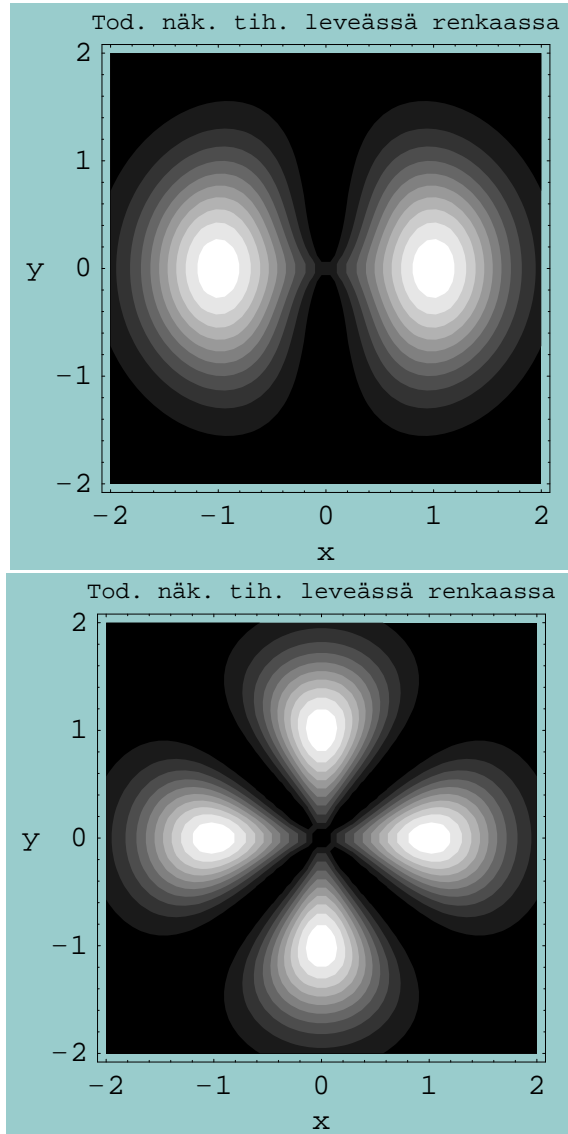 Tod. näk. tih. leveässä renkaassa
2
1
y 0
-1
-2
-2 -1 0 1 2
x
Tod. näk. tih. leveässä renkaassa
2
1
y 0
-1
-2
-2 -1 0 1 2
x